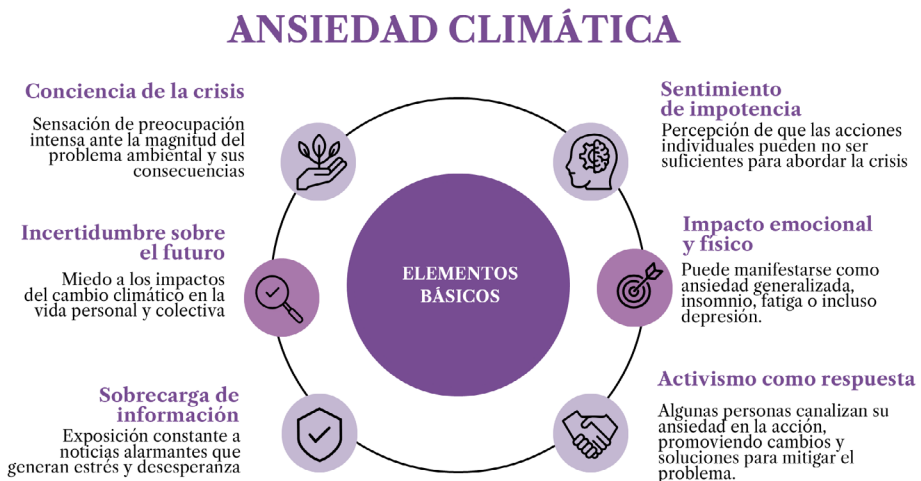 ANSIEDAD CLIMÁTICA
Conciencia de la crisis
Sensación de preocupación
intensa ante la magnitud del
problema ambiental y sus
consecuencias
Incertidumbre sobre
el futuro
Miedo a los impactos
del cambio climático en la
vida personal y colectiva
Sobrecarga de
información
Exposición constante a
noticias alarmantes que
generan estrés y desesperanza
ELEMENTOS
BÁSICOS
Sentimiento
de impotencia
Percepción de que las acciones
individuales pueden no ser
suficientes para abordar la crisis
Impacto emocional
y físico
Puede manifestarse como
ansiedad generalizada,
insomnio, fatiga o incluso
depresión.
Activismo como respuesta
Algunas personas canalizan su
ansiedad en la acción,
promoviendo cambios y
soluciones para mitigar el
problema.